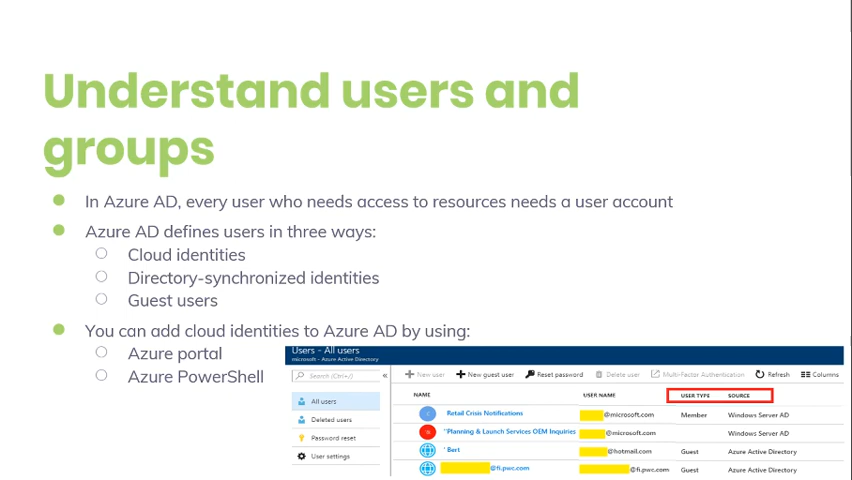 Understand users and
groups
In Azure AD, every user who needs access to resources needs a user account
Azure AD defines users in three ways:
Cloud identities
Directory-synchronized identities
Guest users
You can add cloud identities to Azure AD by using:
Azure portal
Azure PowerShell
Users - All users
microsoft - Azure Active Directory
Search (Ctrl+/)
All users
Deleted users
Password reset
User settings
New user New guest user Reset password Delete user Multi-Factor Authentication Refresh Columns
NAME USER NAME USER TYPE SOURCE
Retail Crisis Notifications @microsoft.com Member Windows Server AD
"Planning & Launch Services OEM Inquiries @microsoft.com Windows Server AD
' Bert @hotmail.com Guest Azure Active Directory
@fi.pwc.com @fi.pwc.com Guest Azure Active Directory